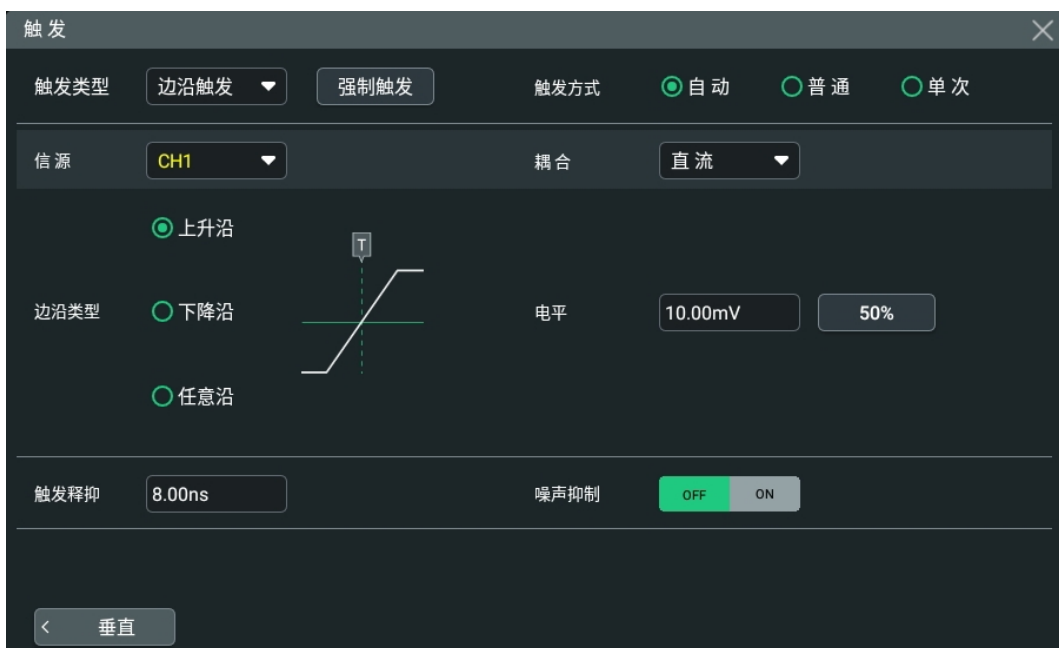 触发
触发类型 边沿触发 强制触发 触发方式 自动 普通 单次
信源 CH1 耦合 直流
上升沿
T
边沿类型 下降沿 电平 10.00mV 50%
任意沿
触发释抑 8.00ns 噪声抑制 OFF ON
< 垂直